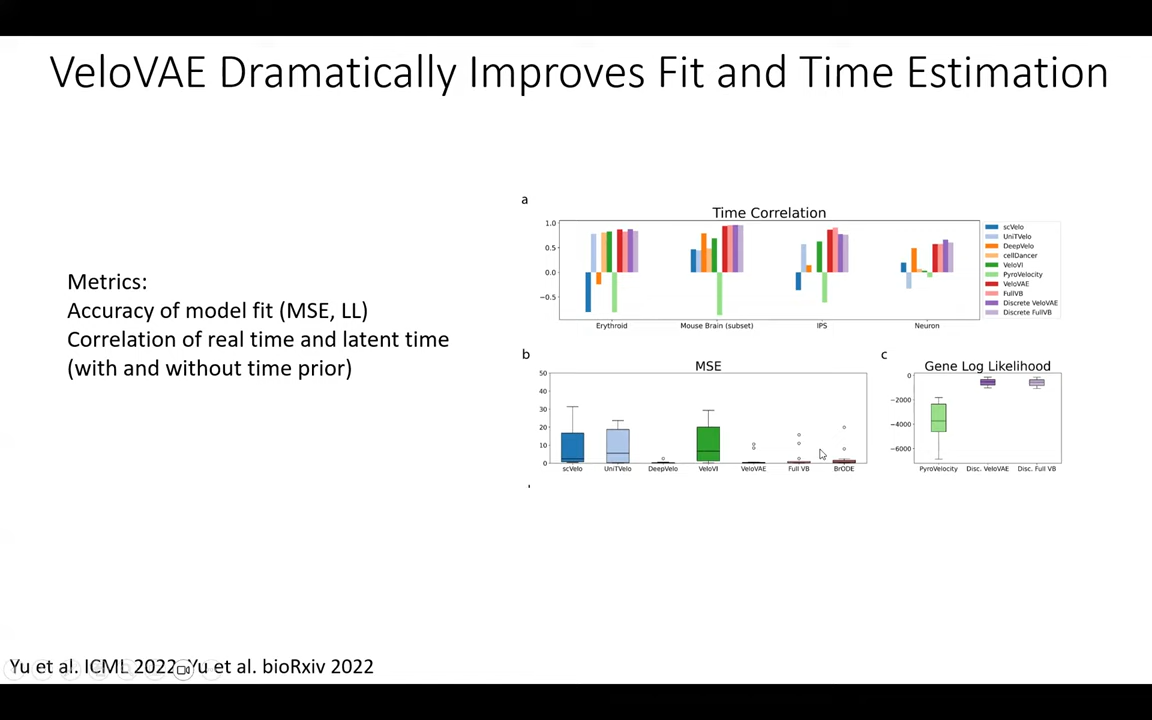 VeloVAE Dramatically Improves Fit and Time Estimation
Metrics:
Accuracy of model fit (MSE, LL)
Correlation of real time and latent time
(with and without time prior)
a
Time Correlation
1.0
0.5
0.0
−0.5
Erythroid
Mouse Brain (subset)
IPS
Neuron
scVelo
UniTVelo
DeepVelo
cellDancer
VeloVI
PyroVelocity
VeloVAE
FullVB
Discrete VeloVAE
Discrete FullVB
b
MSE
50
40
30
20
10
0
scVelo
UniTVelo
DeepVelo
VeloVI
VeloVAE
Full VB
BrODE
c
Gene Log Likelihood
0
−2000
−4000
−6000
PyroVelocity
Disc. VeloVAE
Disc. Full VB
Yu et al. ICML 2022 Yu et al. bioRxiv 2022